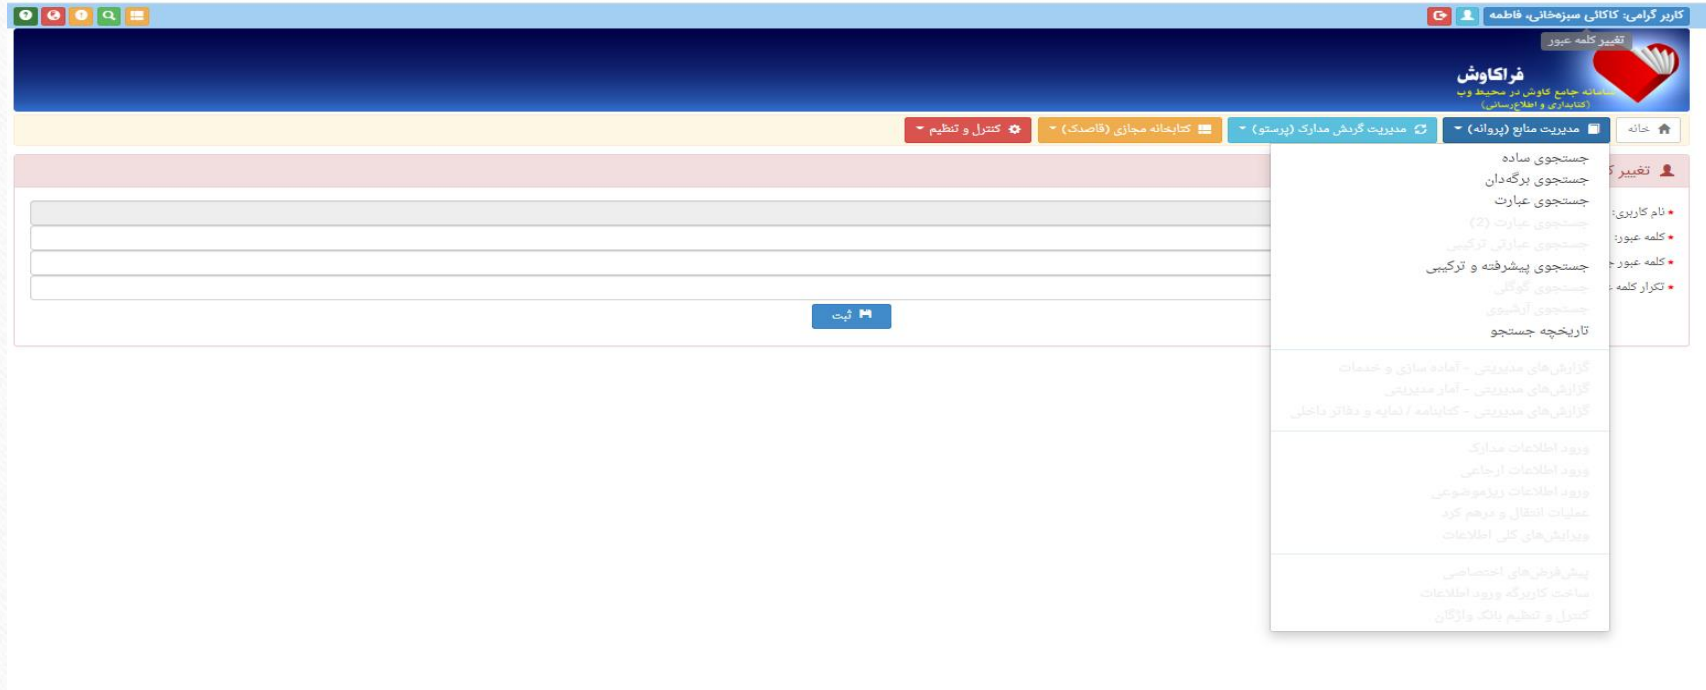 کاربر گرامی: کاکائی سبزه‌خانی، فاطمه
تغییر کلمه عبور
فراکاوش
سامانه جامع کاوش در محیط وب
(کتابداری و اطلاع‌رسانی)
خانه
مدیریت منابع (پروانه)
مدیریت گردش مدارک (پرستو)
کتابخانه مجازی (قاصدک)
کنترل و تنظیم
تغییر ک
نام کاربری:
کلمه عبور:
کلمه عبور ج
تکرار کلمه ع
ثبت
جستجوی ساده
جستجوی برگه‌دان
جستجوی عبارت
جستجوی عبارت (2)
جستجوی عبارتی ترکیبی
جستجوی پیشرفته و ترکیبی
جستجوی گوگلی
جستجوی آرشیوی
تاریخچه جستجو
گزارش‌های مدیریتی - آماده سازی و خدمات
گزارش‌های مدیریتی - آمار مدیریتی
گزارش‌های مدیریتی - کتابنامه / نمایه و دفاتر داخلی
ورود اطلاعات مدارک
ورود اطلاعات ارجاعی
ورود اطلاعات ریزموضوعی
عملیات انتقال و درهم کرد
ویرایش‌های کلی اطلاعات
پیش‌فرض‌های اختصاصی
ساخت کاربرگه ورود اطلاعات
کنترل و تنظیم بانک واژگان